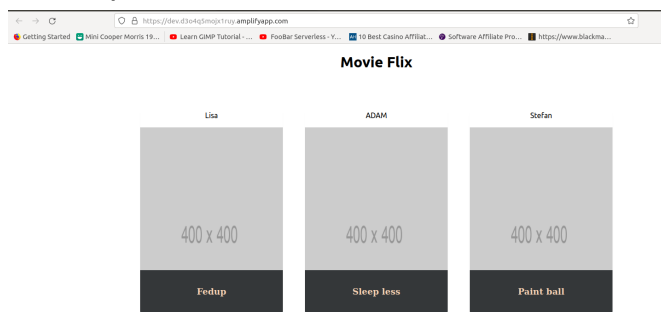 https://dev.d3o4q5mojx1ruy.amplifyapp.com
Getting Started Mini Cooper Morris 19... Learn GIMP Tutorial - ... FooBar Serverless - Y... 10 Best Casino Affiliat... Software Affiliate Pro... https://www.blackma...
Movie Flix
Lisa ADAM Stefan
400 x 400 400 x 400 400 x 400
Fedup Sleep less Paint ball